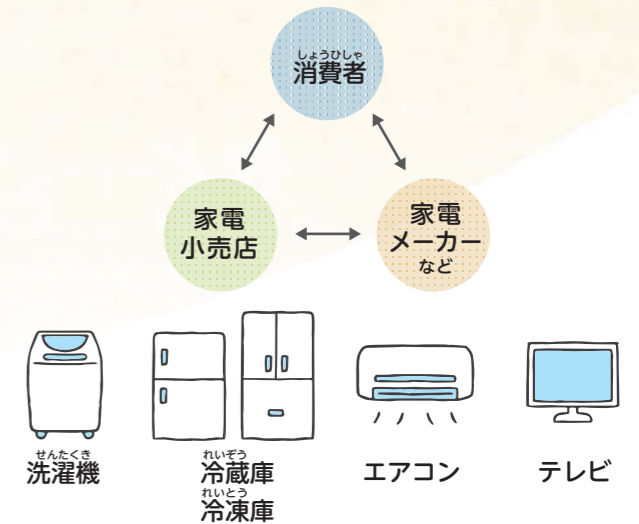 しょうひしゃ
消費者
家電
小売店
家電
メーカー
など
せんたくき
洗濯機
れいぞう
冷蔵庫
れいとう
冷凍庫
エアコン
テレビ